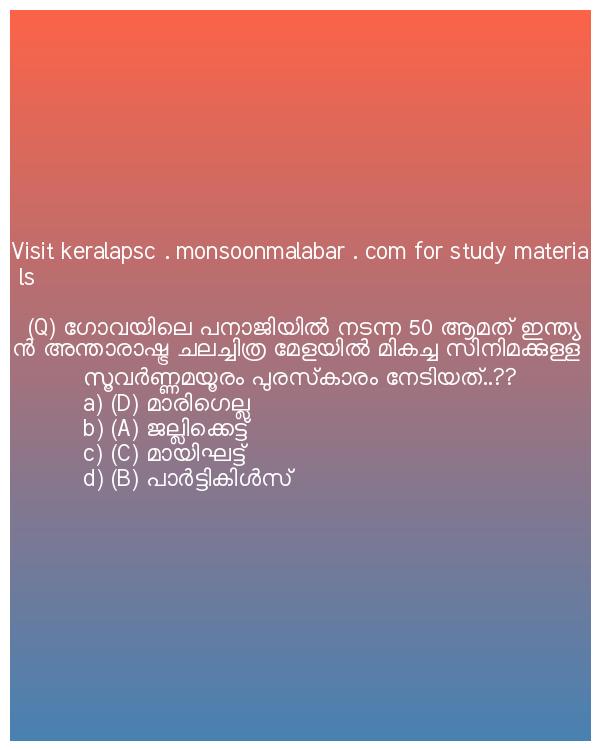 Visit keralapsc . monsoonmalabar . com for study materia
ls
(Q) ഗോവയിലെ പനാജിയിൽ നടന്ന 50 ആമത് ഇന്ത്യ
ൻ അന്താരാഷ്ട്ര ചലച്ചിത്ര മേളയിൽ മികച്ച സിനിമക്കുള്ള
സൂവർണ്ണമയൂരം പുരസ്കാരം നേടിയത്..??
a) (D) മാരിഗെല്ല
b) (A) ജല്ലിക്കെട്ട്
c) (C) മായിഘട്ട്
d) (B) പാർട്ടികിൾസ്